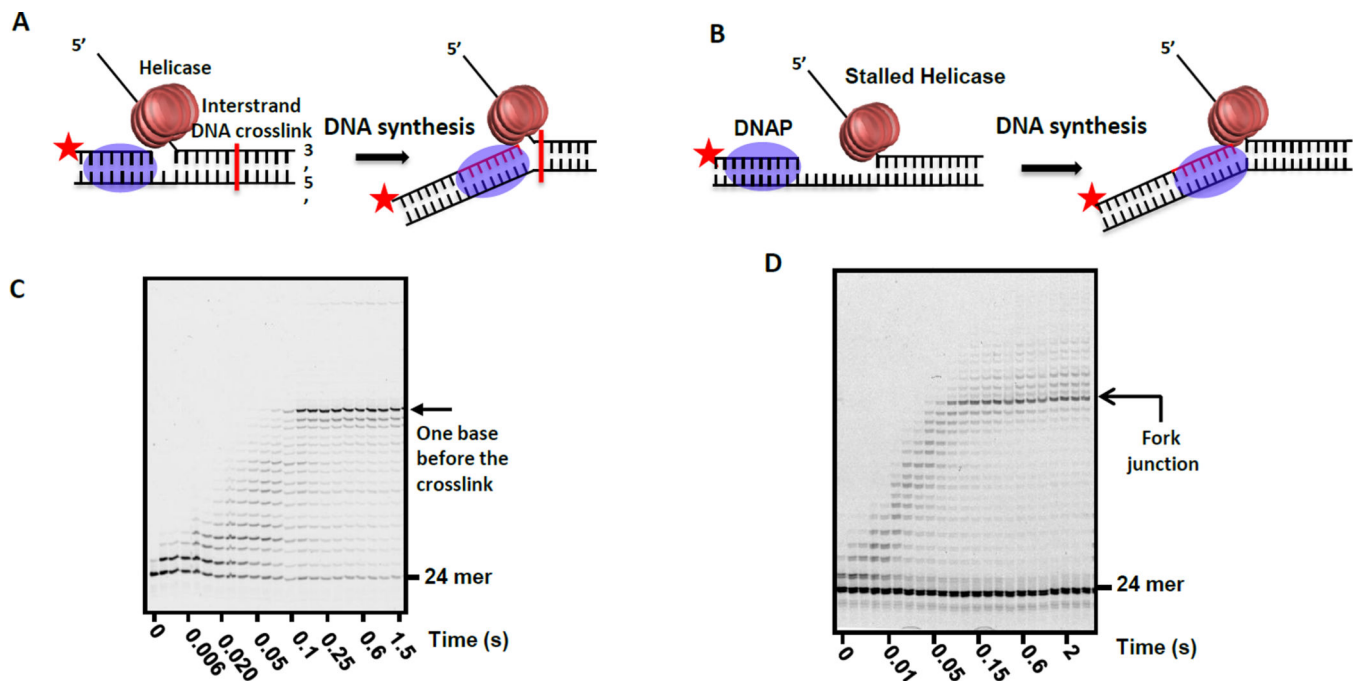 A
5’
Helicase
Interstrand
DNA crosslink
3
,
5
,
DNA synthesis
5’
B
5’
Stalled Helicase
DNAP
DNA synthesis
5’
C
One base
before the
crosslink
24 mer
0
0.006
0.020
0.05
0.1
0.25
0.6
1.5
Time (s)
D
Fork
junction
24 mer
0
0.01
0.05
0.15
0.6
2
Time (s)